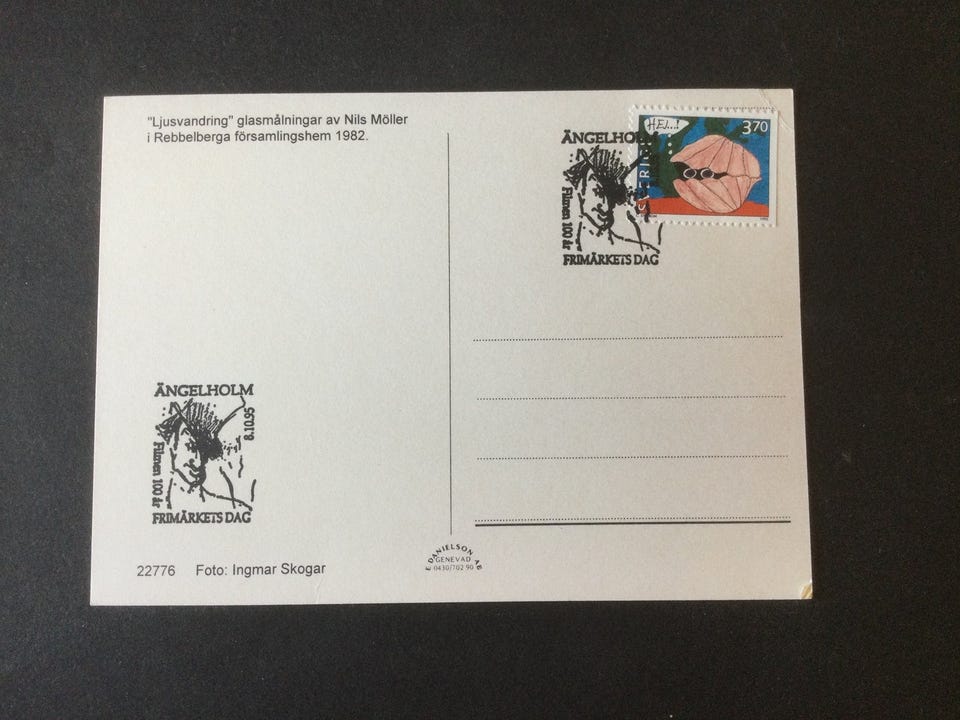 "Ljusvandring" glasmålningar av Nils Möller
i Rebbelberga församlingshem 1982.
ÄNGELHOLM
Filmen 100 år
FRIMÄRKETS DAG
HEJ...!
3.70
SVERIGE
ÄNGELHOLM
8.10.95
Filmen 100 år
FRIMÄRKETS DAG
22776 Foto: Ingmar Skogar
E DANIELSON AB
GENEVAD
0430/702 90